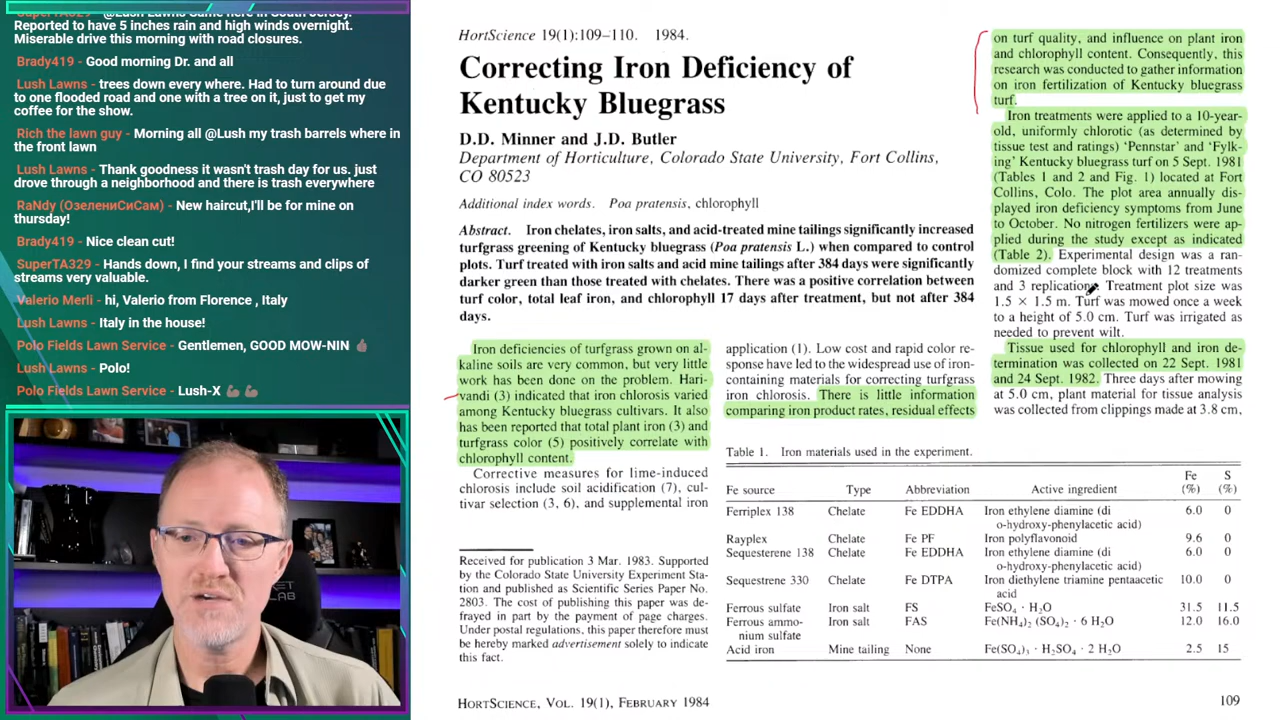 SuperTA329 - @Lush Lawns Same here in South Jersey.
Reported to have 5 inches rain and high winds overnight.
Miserable drive this morning with road closures.
Brady419 - Good morning Dr. and all
Lush Lawns - trees down every where. Had to turn around due
to one flooded road and one with a tree on it, just to get my
coffee for the show.
Rich the lawn guy - Morning all @Lush my trash barrels where in
the front lawn
Lush Lawns - Thank goodness it wasn't trash day for us. just
drove through a neighborhood and there is trash everywhere
RaNdy (ОзелениСиСам) - New haircut,I'll be for mine on
thursday!
Brady419 - Nice clean cut!
SuperTA329 - Hands down, I find your streams and clips of
streams very valuable.
Valerio Merli - hi, Valerio from Florence , Italy
Lush Lawns - Italy in the house!
Polo Fields Lawn Service - Gentlemen, GOOD MOW-NIN 👍🏽
Lush Lawns - Polo!
Polo Fields Lawn Service - Lush-X 💪🏽 💪🏽
HortScience 19(1):109–110. 1984.
Correcting Iron Deficiency of
Kentucky Bluegrass
D.D. Minner and J.D. Butler
Department of Horticulture, Colorado State University, Fort Collins,
CO 80523
Additional index words. Poa pratensis, chlorophyll
Abstract. Iron chelates, iron salts, and acid-treated mine tailings significantly increased
turfgrass greening of Kentucky bluegrass (Poa pratensis L.) when compared to control
plots. Turf treated with iron salts and acid mine tailings after 384 days were significantly
darker green than those treated with chelates. There was a positive correlation between
turf color, total leaf iron, and chlorophyll 17 days after treatment, but not after 384
days.
Iron deficiencies of turfgrass grown on al-
kaline soils are very common, but very little
work has been done on the problem. Hari-
vandi (3) indicated that iron chlorosis varied
among Kentucky bluegrass cultivars. It also
has been reported that total plant iron (3) and
turfgrass color (5) positively correlate with
chlorophyll content.
Corrective measures for lime-induced
chlorosis include soil acidification (7), cul-
tivar selection (3, 6), and supplemental iron
Received for publication 3 Mar. 1983. Supported
by the Colorado State University Experiment Sta-
tion and published as Scientific Series Paper No.
2803. The cost of publishing this paper was de-
frayed in part by the payment of page charges.
Under postal regulations, this paper therefore must
be hereby marked advertisement solely to indicate
this fact.
application (1). Low cost and rapid color re-
sponse have led to the widespread use of iron-
containing materials for correcting turfgrass
iron chlorosis. There is little information
comparing iron product rates, residual effects
on turf quality, and influence on plant iron
and chlorophyll content. Consequently, this
research was conducted to gather information
on iron fertilization of Kentucky bluegrass
turf.
Iron treatments were applied to a 10-year-
old, uniformly chlorotic (as determined by
tissue test and ratings) 'Pennstar' and 'Fylk-
ing' Kentucky bluegrass turf on 5 Sept. 1981
(Tables 1 and 2 and Fig. 1) located at Fort
Collins, Colo. The plot area annually dis-
played iron deficiency symptoms from June
to October. No nitrogen fertilizers were ap-
plied during the study except as indicated
(Table 2). Experimental design was a ran-
domized complete block with 12 treatments
and 3 replications. Treatment plot size was
1.5 × 1.5 m. Turf was mowed once a week
to a height of 5.0 cm. Turf was irrigated as
needed to prevent wilt.
Tissue used for chlorophyll and iron de-
termination was collected on 22 Sept. 1981
and 24 Sept. 1982. Three days after mowing
at 5.0 cm, plant material for tissue analysis
was collected from clippings made at 3.8 cm,
Table 1. Iron materials used in the experiment.
Fe source Type Abbreviation Active ingredient Fe (%) S (%)
Ferriplex 138 Chelate Fe EDDHA Iron ethylene diamine (di 6.0 0
o-hydroxy-phenylacetic acid)
Rayplex Chelate Fe PF Iron polyflavonoid 9.6 0
Sequesterene 138 Chelate Fe EDDHA Iron ethylene diamine (di 6.0 0
o-hydroxy-phenylacetic acid)
Sequestrene 330 Chelate Fe DTPA Iron diethylene triamine pentaacetic 10.0 0
acid
Ferrous sulfate Iron salt FS FeSO₄ · H₂O 31.5 11.5
Ferrous ammo- Iron salt FAS Fe(NH₄)₂ (SO₄)₂ · 6 H₂O 12.0 16.0
nium sulfate
Acid iron Mine tailing None Fe(SO₄)₃ · H₂SO₄ · 2 H₂O 2.5 15
HortScience, Vol. 19(1), February 1984
109